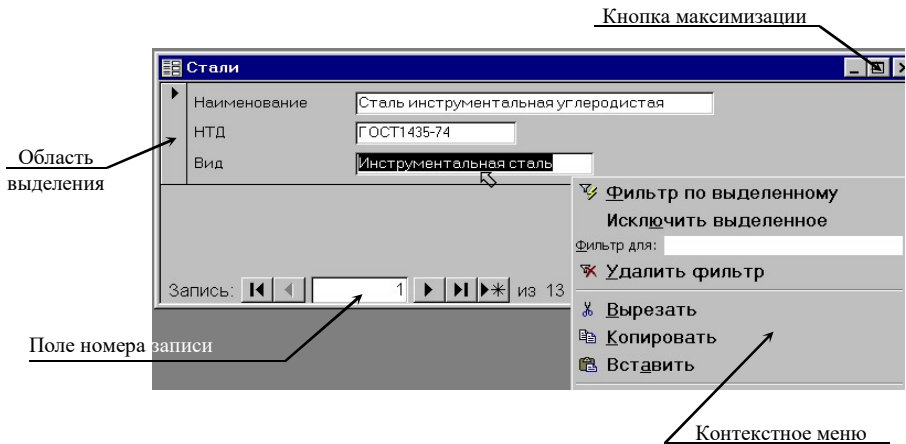 Кнопка максимизации
Стали
Наименование Сталь инструментальная углеродистая
НТД ГОСТ1435-74
Область
выделения
Вид Инструментальная сталь
Фильтр по выделенному
Исключить выделенное
Фильтр для:
Удалить фильтр
Запись: 1 из 13
Вырезать
Поле номера записи
Копировать
Вставить
Контекстное меню